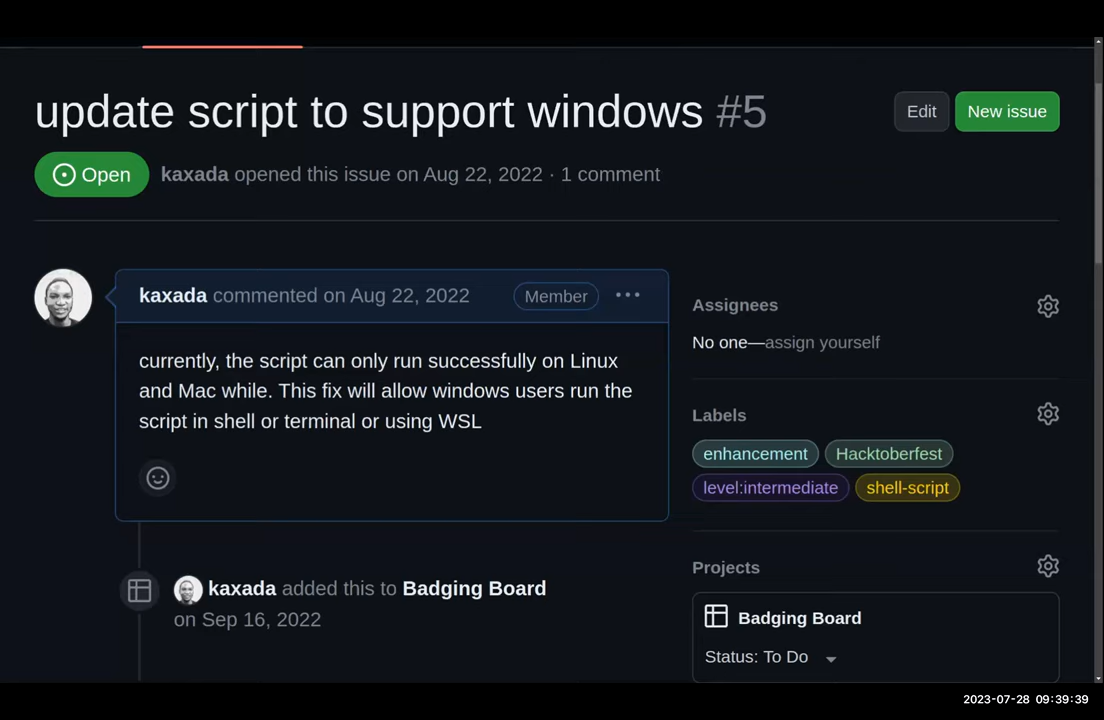 update script to support windows #5
Edit
New issue
Open
kaxada opened this issue on Aug 22, 2022 · 1 comment
kaxada commented on Aug 22, 2022
Member
currently, the script can only run successfully on Linux
and Mac while. This fix will allow windows users run the
script in shell or terminal or using WSL
kaxada added this to Badging Board
on Sep 16, 2022
Assignees
No one—assign yourself
Labels
enhancement
Hacktoberfest
level:intermediate
shell-script
Projects
Badging Board
Status: To Do
2023-07-28 09:39:39